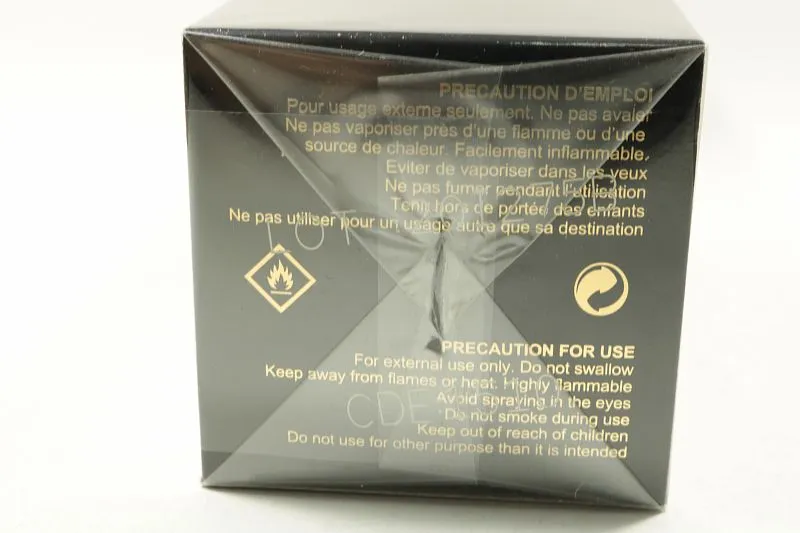 PRECAUTION D'EMPLOI
Pour usage externe seulement. Ne pas avaler
Ne pas vaporiser près d'une flamme ou d'une
source de chaleur. Facilement inflammable.
Eviter de vaporiser dans les yeux
Ne pas fumer pendant l'utilisation
Tenir hors de portée des enfants
Ne pas utiliser pour un usage autre que sa destination
LOT
PRECAUTION FOR USE
For external use only. Do not swallow
Keep away from flames or heat. Highly flammable
Avoid spraying in the eyes
Do not smoke during use
CDE
Keep out of reach of children
Do not use for other purpose than it is intended